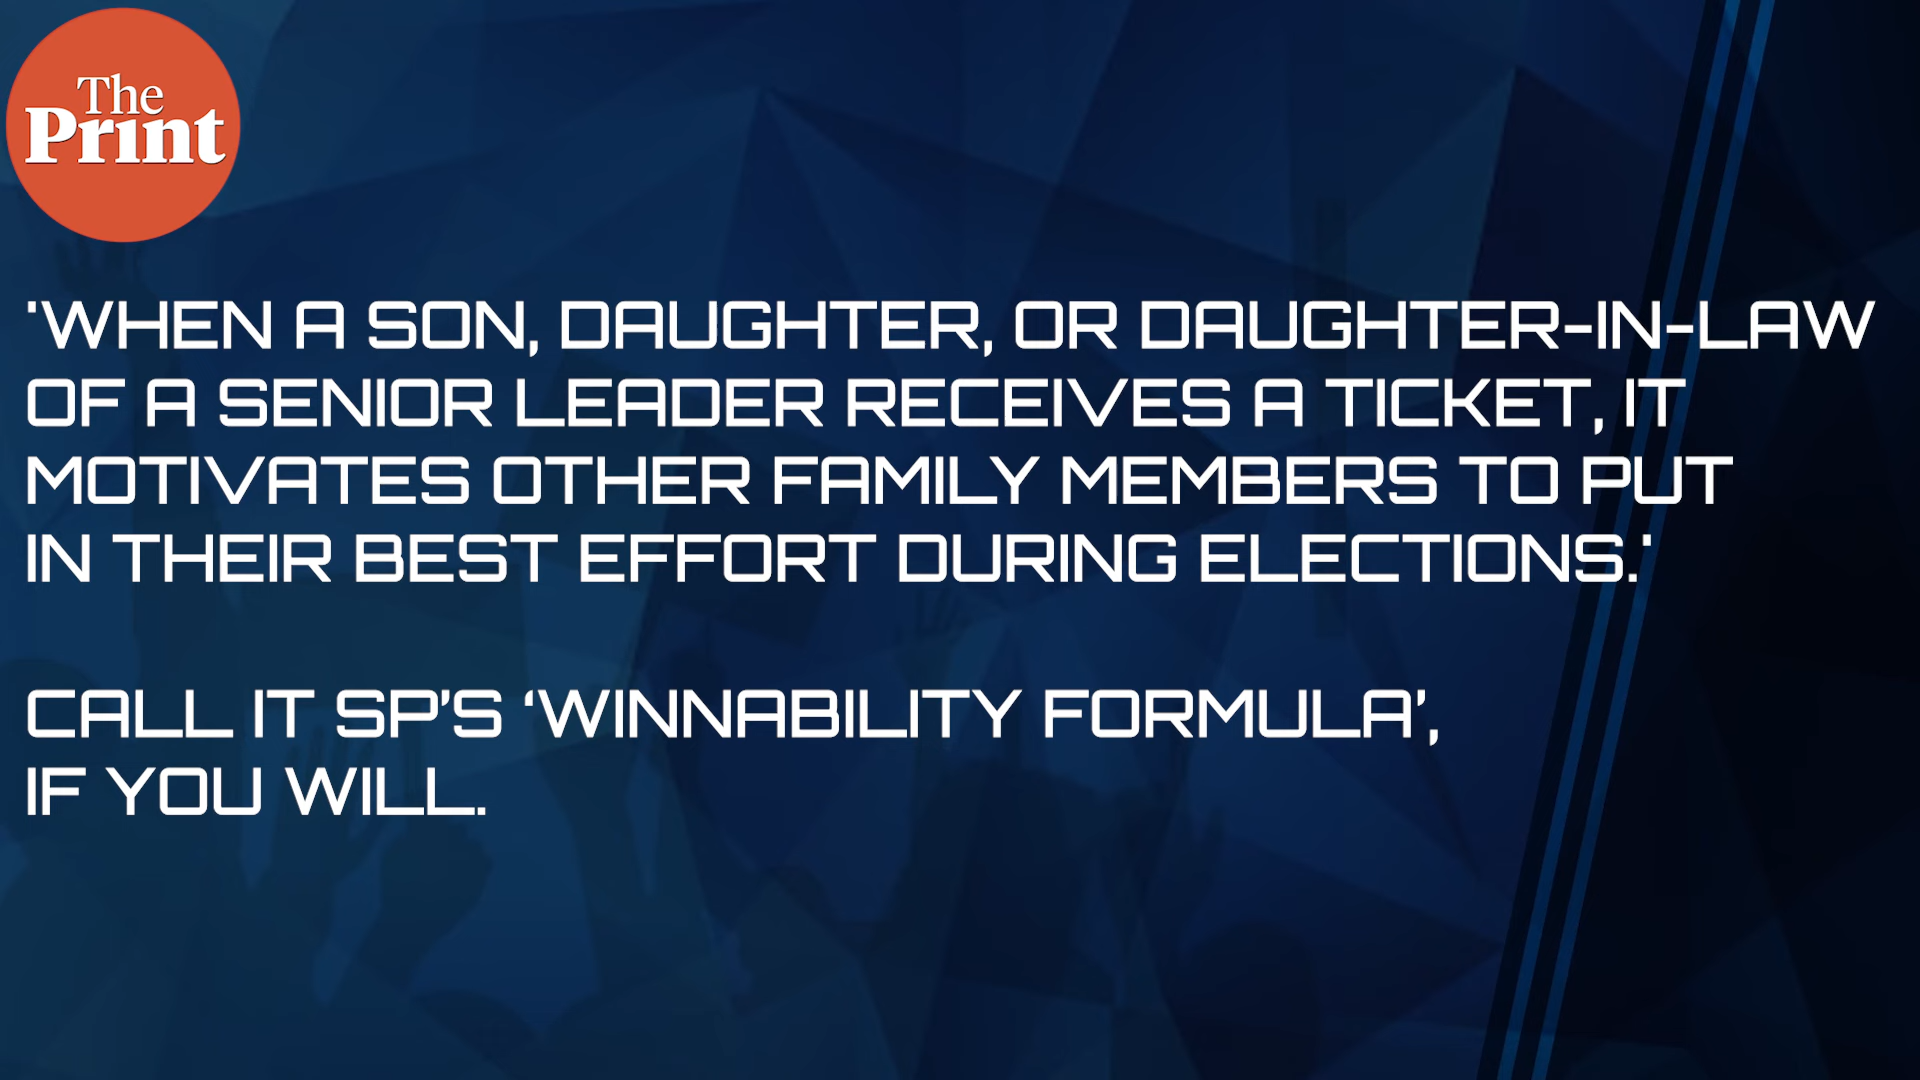 The
Print
'WHEN A SON, DAUGHTER, OR DAUGHTER-IN-LAW
OF A SENIOR LEADER RECEIVES A TICKET, IT
MOTIVATES OTHER FAMILY MEMBERS TO PUT
IN THEIR BEST EFFORT DURING ELECTIONS.'
CALL IT SP'S ‘WINNABILITY FORMULA’,
IF YOU WILL.